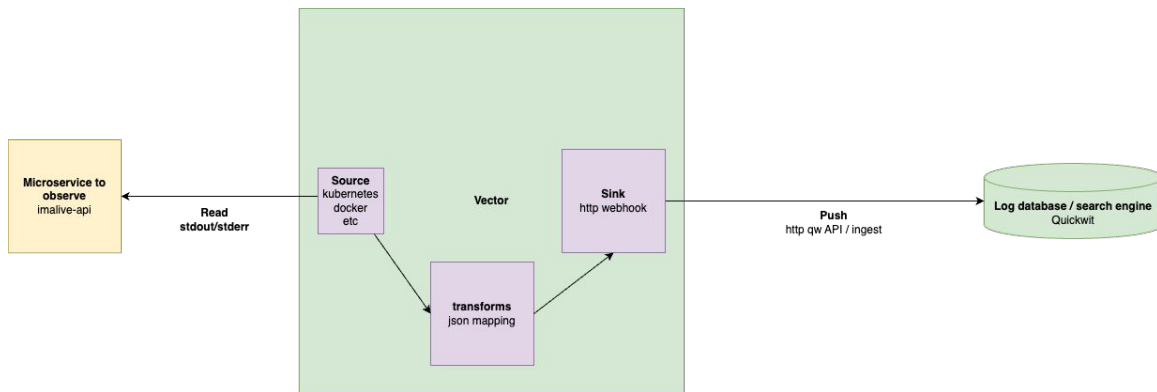 Microservice to
observe
imalive-api
Read
stdout/stderr
Source
kubernetes
docker
etc
Vector
transforms
json mapping
Sink
http webhook
Push
http qw API / ingest
Log database / search engine
Quickwit